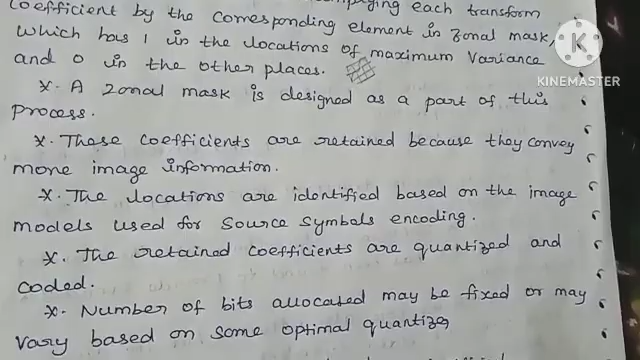 coefficient by the corresponding element in zonal mask, each transform
which has 1 in the locations of maximum variance
and 0 in the other places.
x. A zonal mask is designed as a part of this
process.
x. These coefficients are retained because they convey
more image information.
x. The locations are identified based on the image
models used for source symbols encoding.
x. The retained coefficients are quantized and
coded.
x. Number of bits allocated may be fixed or may
vary based on some optimal quantizer
KINEMASTER